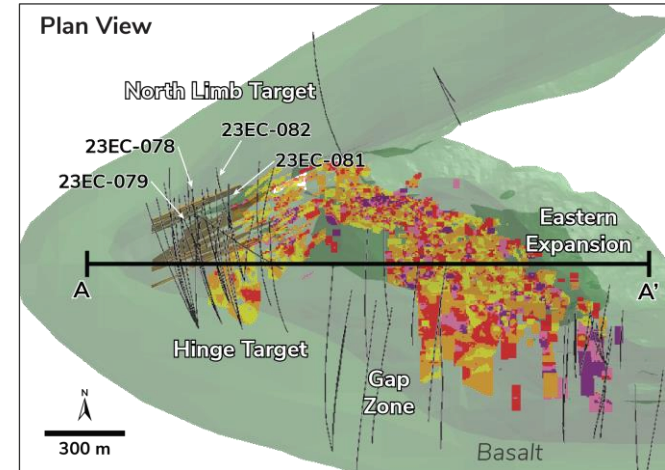 Plan View
North Limb Target
23EC-082
23EC-078
23EC-081
23EC-079
Eastern
Expansion
A
A'
Hinge Target
Gap
Zone
N
300 m
Basalt